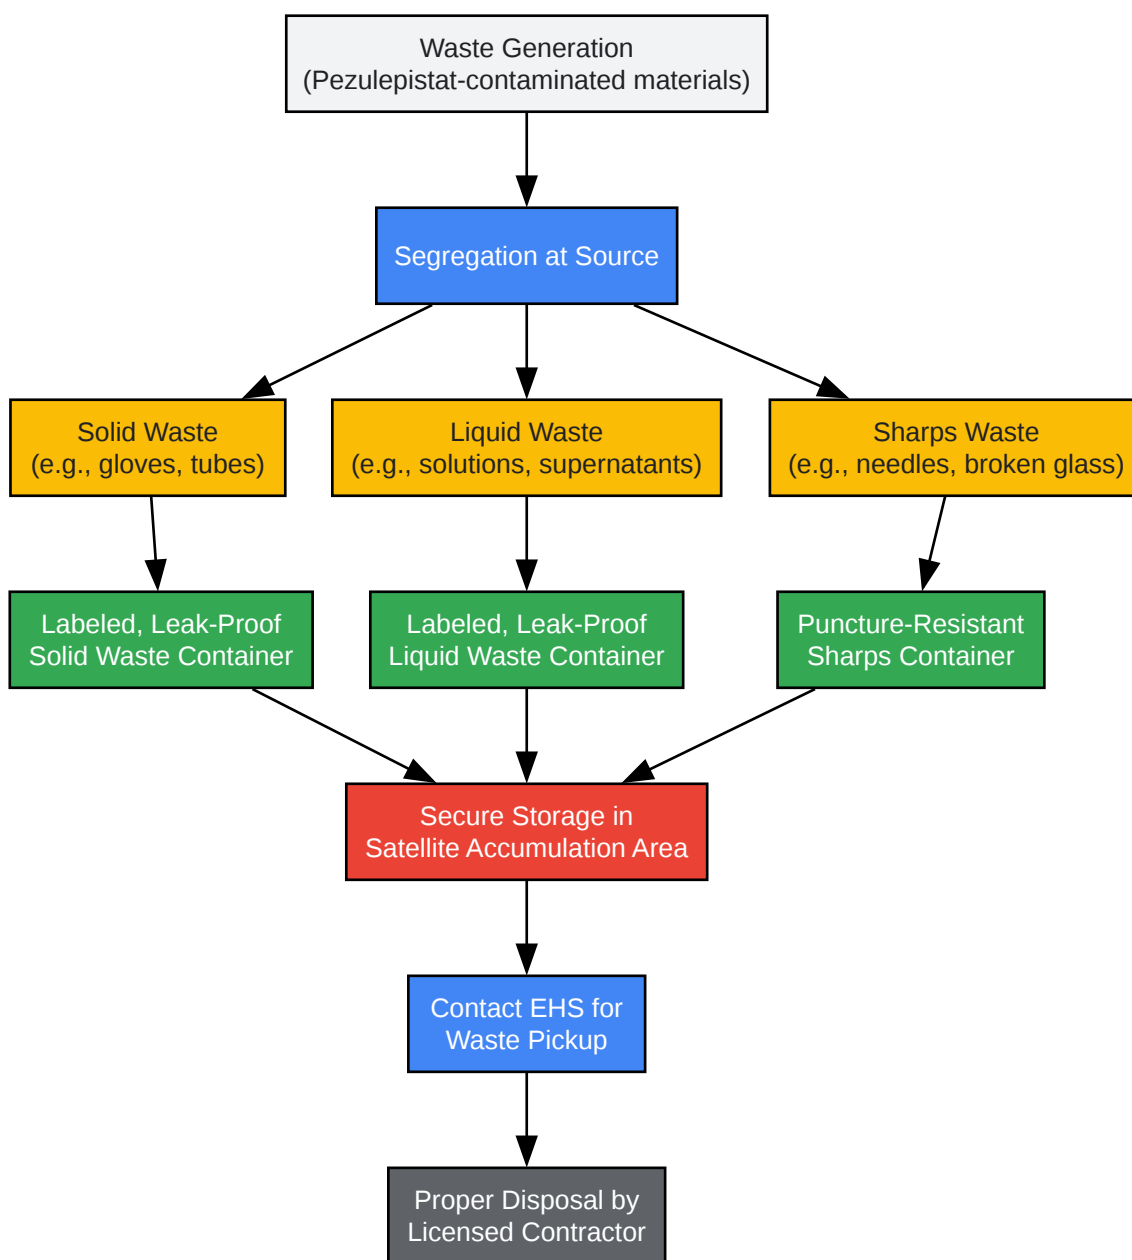 Waste Generation
(Pezulepistat-contaminated materials)
Segregation at Source
Solid Waste
(e.g., gloves, tubes)
Liquid Waste
(e.g., solutions, supernatants)
Sharps Waste
(e.g., needles, broken glass)
Labeled, Leak-Proof
Solid Waste Container
Labeled, Leak-Proof
Liquid Waste Container
Puncture-Resistant
Sharps Container
Secure Storage in
Satellite Accumulation Area
Contact EHS for
Waste Pickup
Proper Disposal by
Licensed Contractor